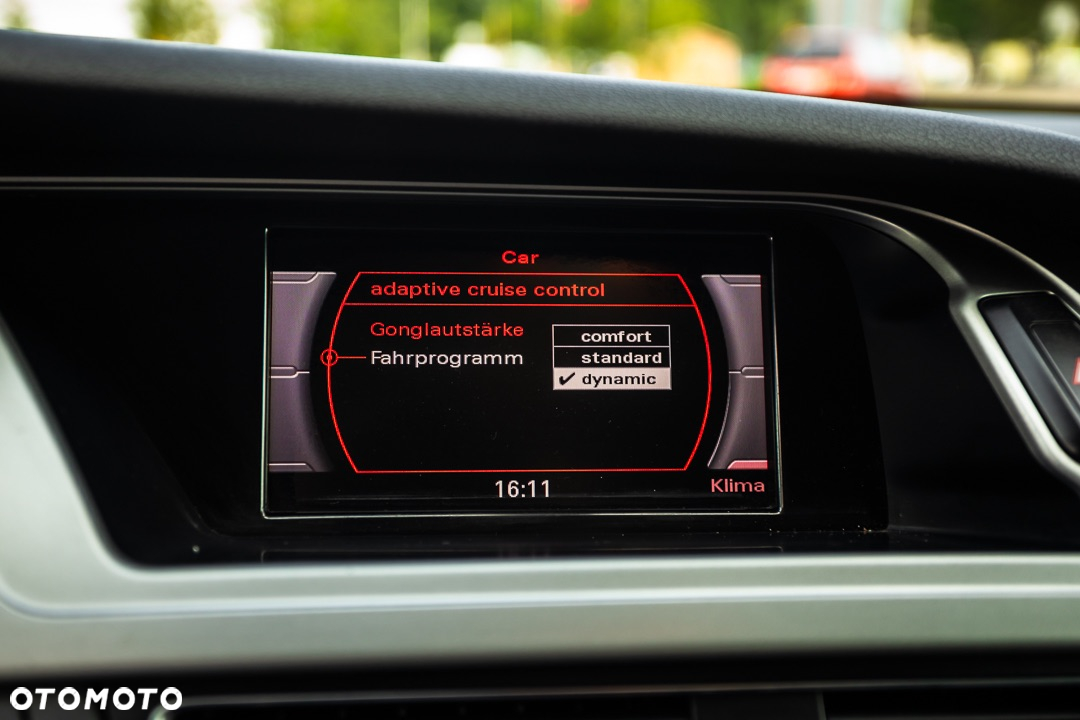 Car
adaptive cruise control
Gonglautstärke
Fahrprogramm
comfort
standard
✔ dynamic
16:11
Klima
OTOMOTO